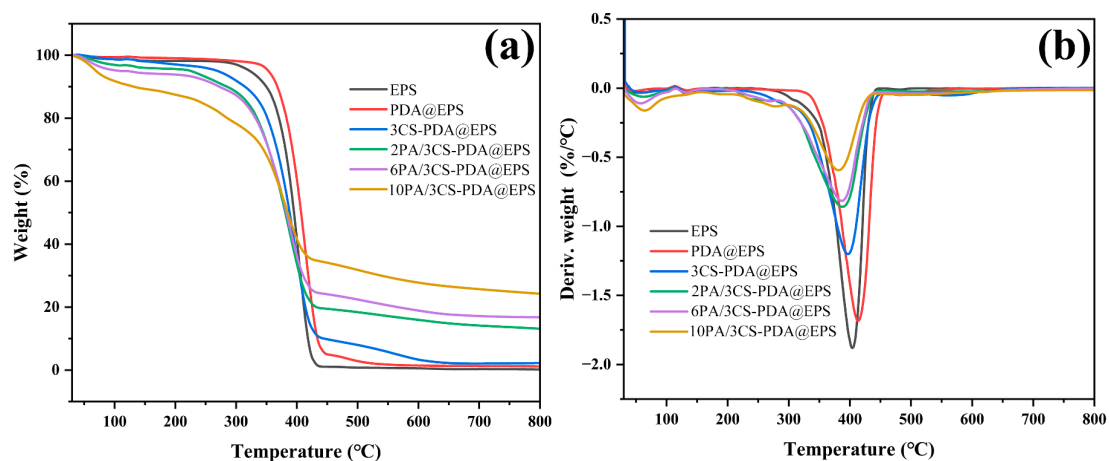 (a)
100
80
60
40
20
0
Weight (%)
EPS
PDA@EPS
3CS-PDA@EPS
2PA/3CS-PDA@EPS
6PA/3CS-PDA@EPS
10PA/3CS-PDA@EPS
100 200 300 400 500 600 700 800
Temperature (℃)
(b)
0.5
0.0
−0.5
−1.0
−1.5
−2.0
Deriv. weight (%/℃)
EPS
PDA@EPS
3CS-PDA@EPS
2PA/3CS-PDA@EPS
6PA/3CS-PDA@EPS
10PA/3CS-PDA@EPS
100 200 300 400 500 600 700 800
Temperature (℃)